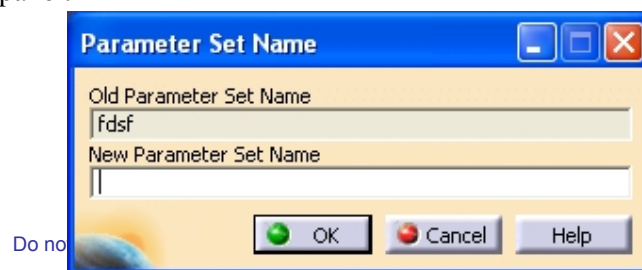 Parameter Set Name
Old Parameter Set Name
fdsf
New Parameter Set Name
Do no
OK Cancel Help